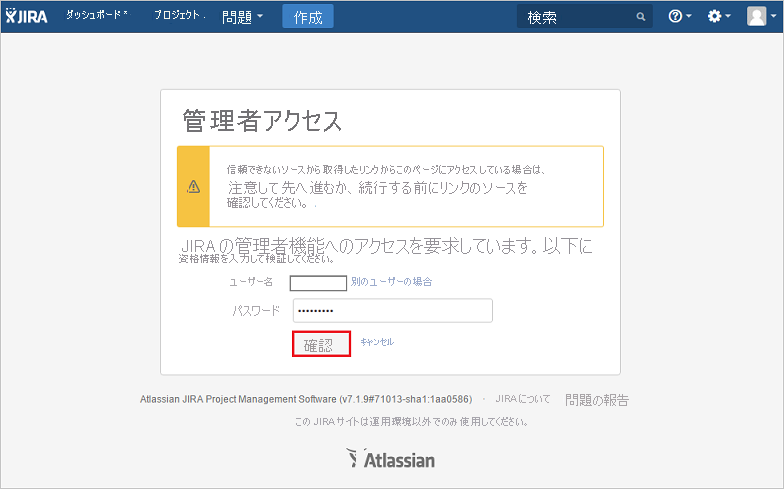 JIRA ダッシュボード プロジェクト 問題 作成 検索
管理者アクセス
信頼できないソースから取得したリンクからこのページにアクセスしている場合は、
注意して先へ進むか、続行する前にリンクのソースを
確認してください。
JIRA の管理者機能へのアクセスを要求しています。以下に
資格情報を入力して検証してください。
ユーザー名 別のユーザーの場合
パスワード •••••••••
確認 キャンセル
Atlassian JIRA Project Management Software (v7.1.9#71013-sha1:1aa0586) · JIRAについて 問題の報告
この JIRA サイトは運用環境以外でのみ使用してください。
Atlassian